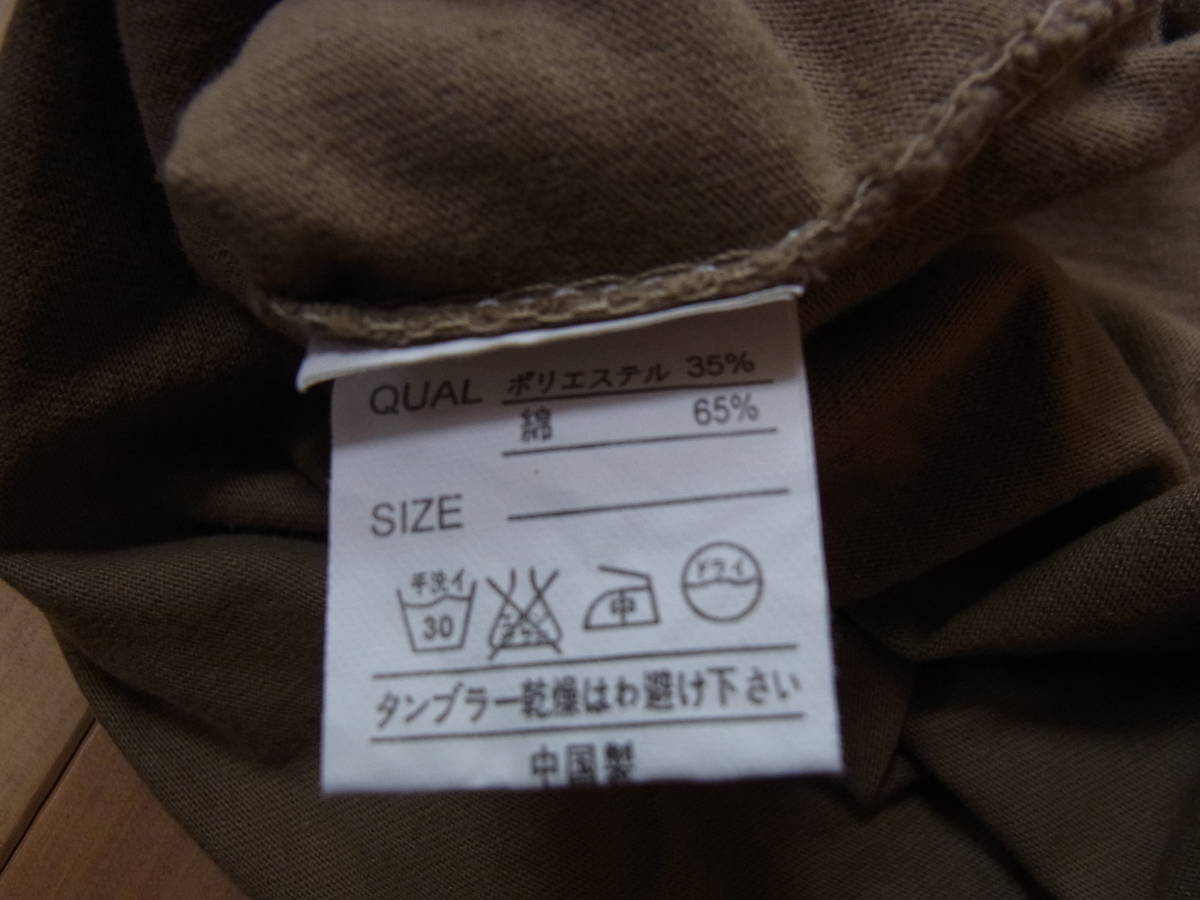 QUAL ポリエステル 35%
綿 65%
SIZE
手洗イ
30
中
ドライ
タンブラー乾燥はわ避け下さい
中国製